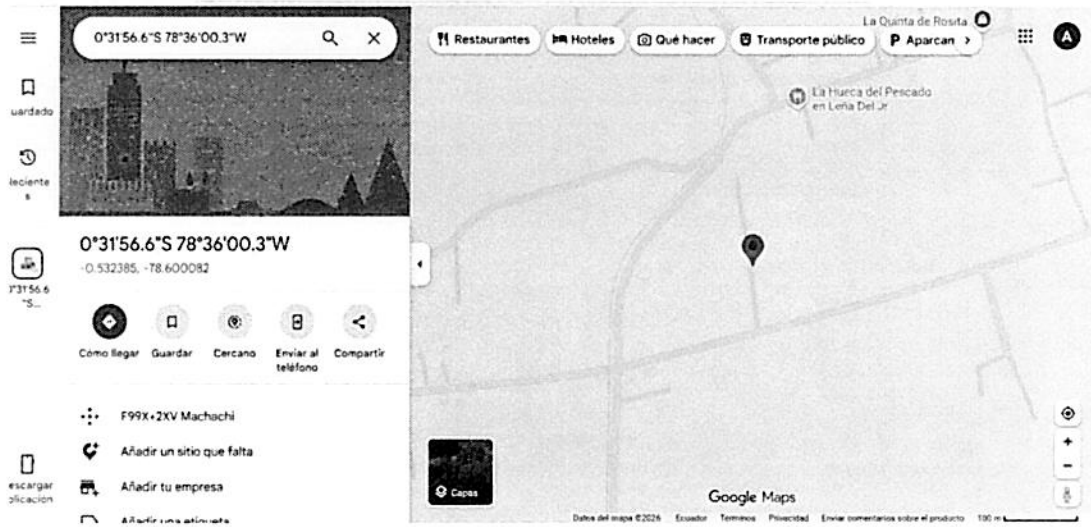 0°31'56.6"S 78°36'00.3"W
uardado
leciente
s
)°31'56.6
"S...
escargar
plicación
0°31'56.6"S 78°36'00.3"W
-0.532385, -78.600082
Cómo llegar
Guardar
Cercano
Enviar al
teléfono
Compartir
F99X+2XV Machachi
Añadir un sitio que falta
Añadir tu empresa
Añadir una etiqueta
Restaurantes
Hoteles
Qué hacer
Transporte público
P Aparcan
A
La Quinta de Rosita
La Hueca del Pescado
en Leña Del Jr
Capas
Google Maps
Datos del mapa ©2026 Ecuador Términos Privacidad Enviar comentarios sobre el producto 100 m